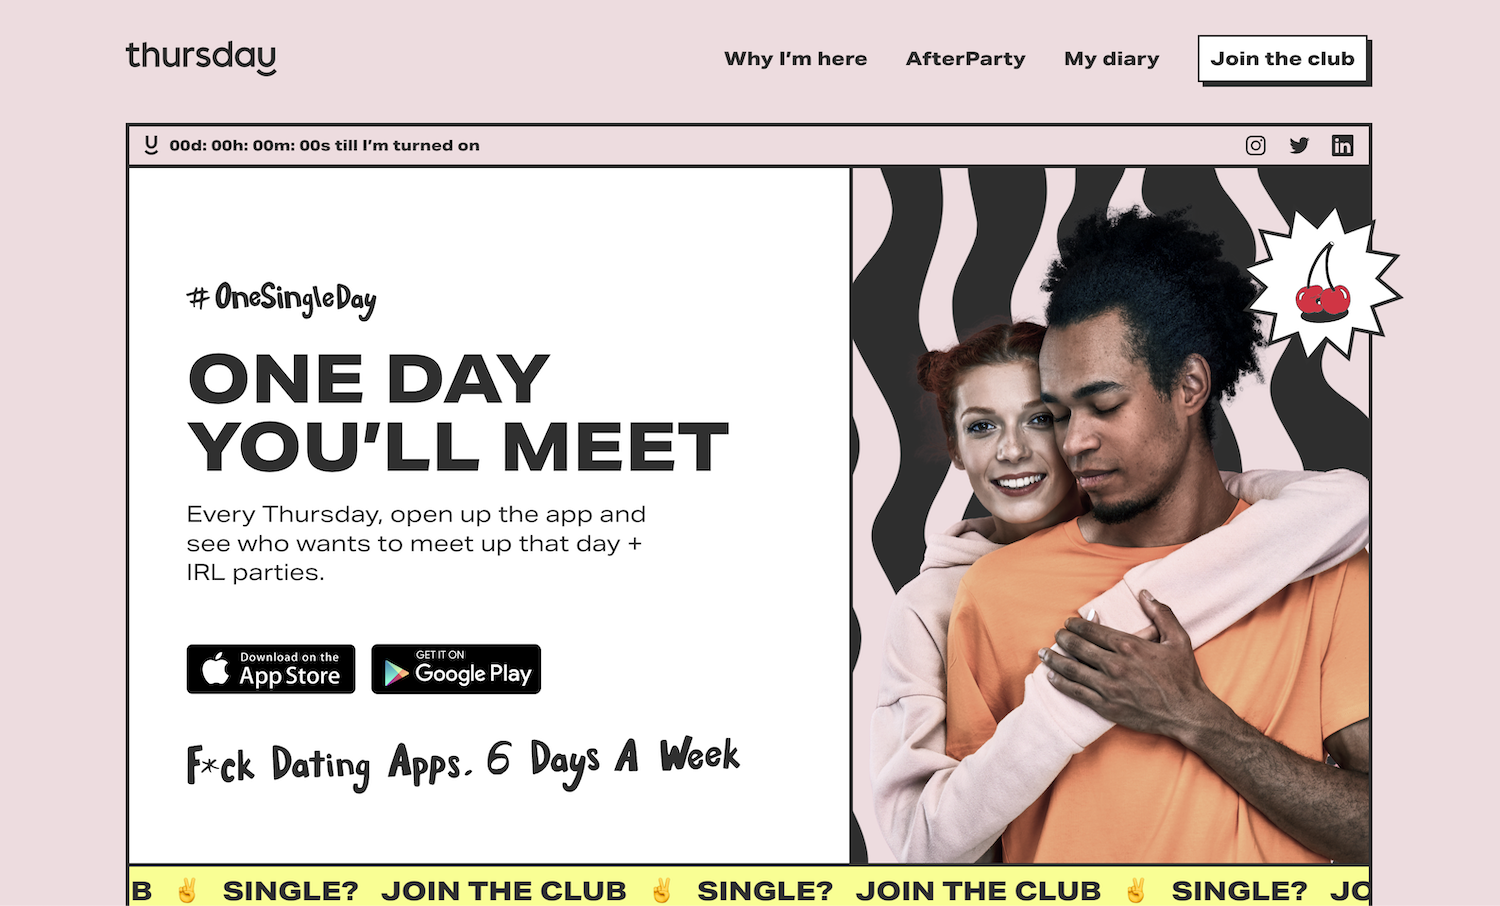 thursday
Why I’m here
AfterParty
My diary
Join the club
00d: 00h: 00m: 00s till I’m turned on
#OneSingleDay
ONE DAY
YOU’LL MEET
Every Thursday, open up the app and
see who wants to meet up that day +
IRL parties.
Download on the
App Store
GET IT ON
Google Play
F*ck Dating Apps. 6 Days A Week
B ✌️ SINGLE? JOIN THE CLUB ✌️ SINGLE? JOIN THE CLUB ✌️ SINGLE? JO